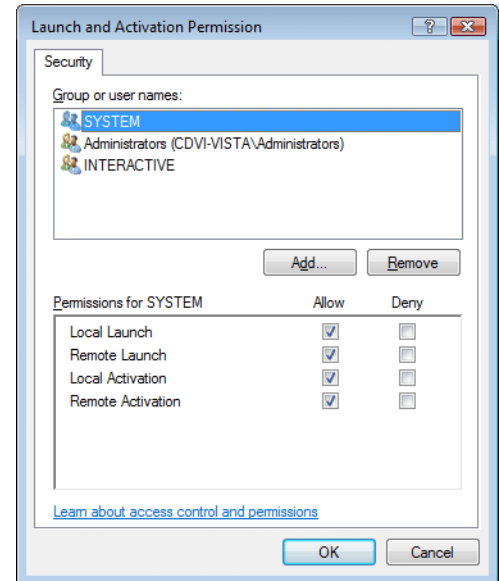 Launch and Activation Permission
Security
Group or user names:
SYSTEM
Administrators (CDVI-VISTA\Administrators)
INTERACTIVE
Add... Remove
Permissions for SYSTEM Allow Deny
Local Launch
Remote Launch
Local Activation
Remote Activation
Learn about access control and permissions
OK Cancel